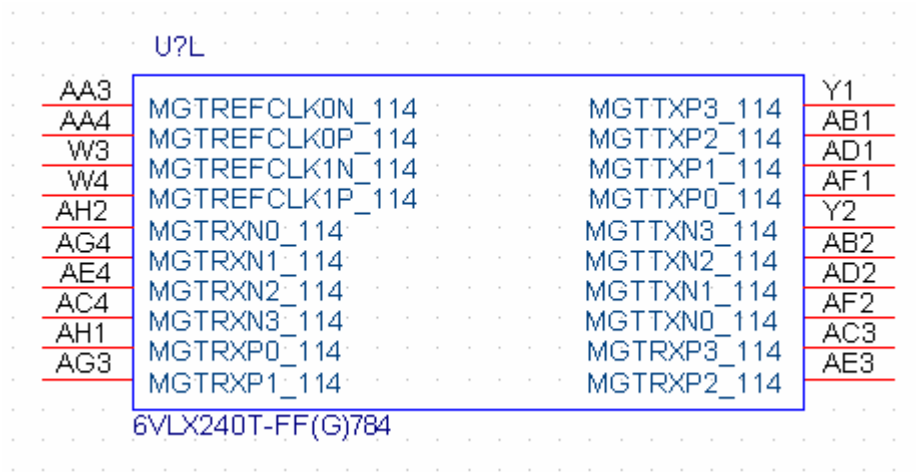 U?L
AA3 MGTREFCLK0N_114 MGTTXP3_114 Y1
AA4 MGTREFCLK0P_114 MGTTXP2_114 AB1
W3 MGTREFCLK1N_114 MGTTXP1_114 AD1
W4 MGTREFCLK1P_114 MGTTXP0_114 AF1
AH2 MGTRXN0_114 MGTTXN3_114 Y2
AG4 MGTRXN1_114 MGTTXN2_114 AB2
AE4 MGTRXN2_114 MGTTXN1_114 AD2
AC4 MGTRXN3_114 MGTTXN0_114 AF2
AH1 MGTRXP0_114 MGTRXP3_114 AC3
AG3 MGTRXP1_114 MGTRXP2_114 AE3
6VLX240T-FF(G)784